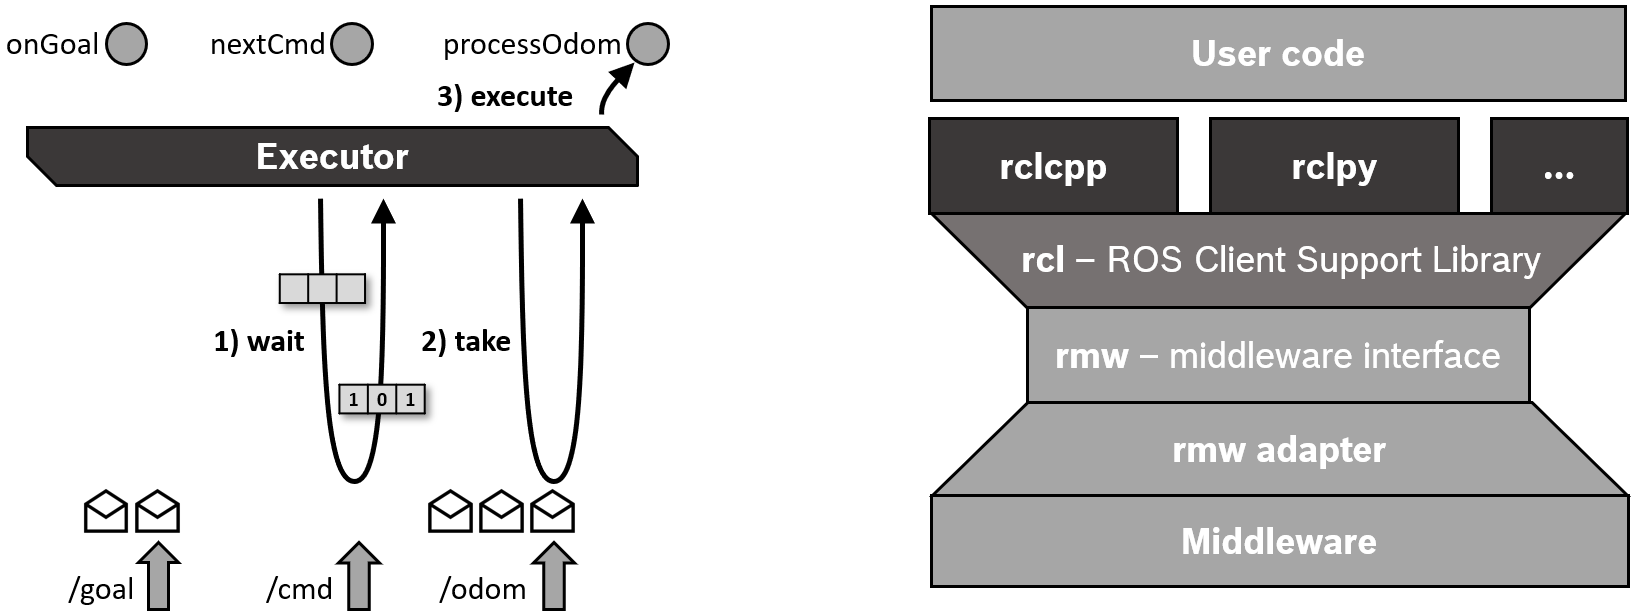 onGoal
nextCmd
processOdom
3) execute
Executor
1) wait
2) take
1 0 1
/goal
/cmd
/odom
User code
rclcpp
rclpy
...
rcl – ROS Client Support Library
rmw – middleware interface
rmw adapter
Middleware